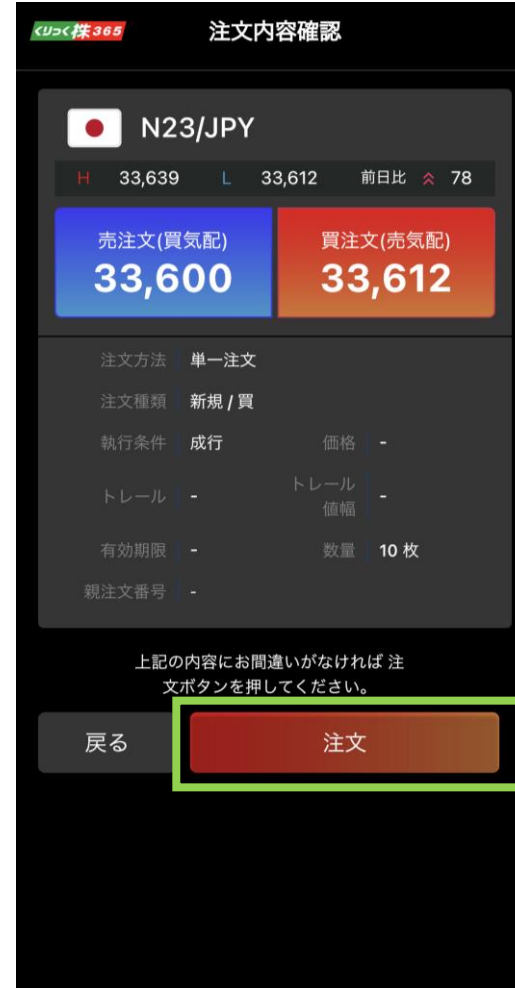 くりっく株365
注文内容確認
N23/JPY
H 33,639 L 33,612 前日比 78
売注文(買気配) 買注文(売気配)
33,600 33,612
注文方法 単一注文
注文種類 新規 / 買
執行条件 成行 価格 -
トレール - トレール
値幅 -
有効期限 - 数量 10 枚
親注文番号 -
上記の内容にお間違いがなければ 注
文ボタンを押してください。
戻る 注文